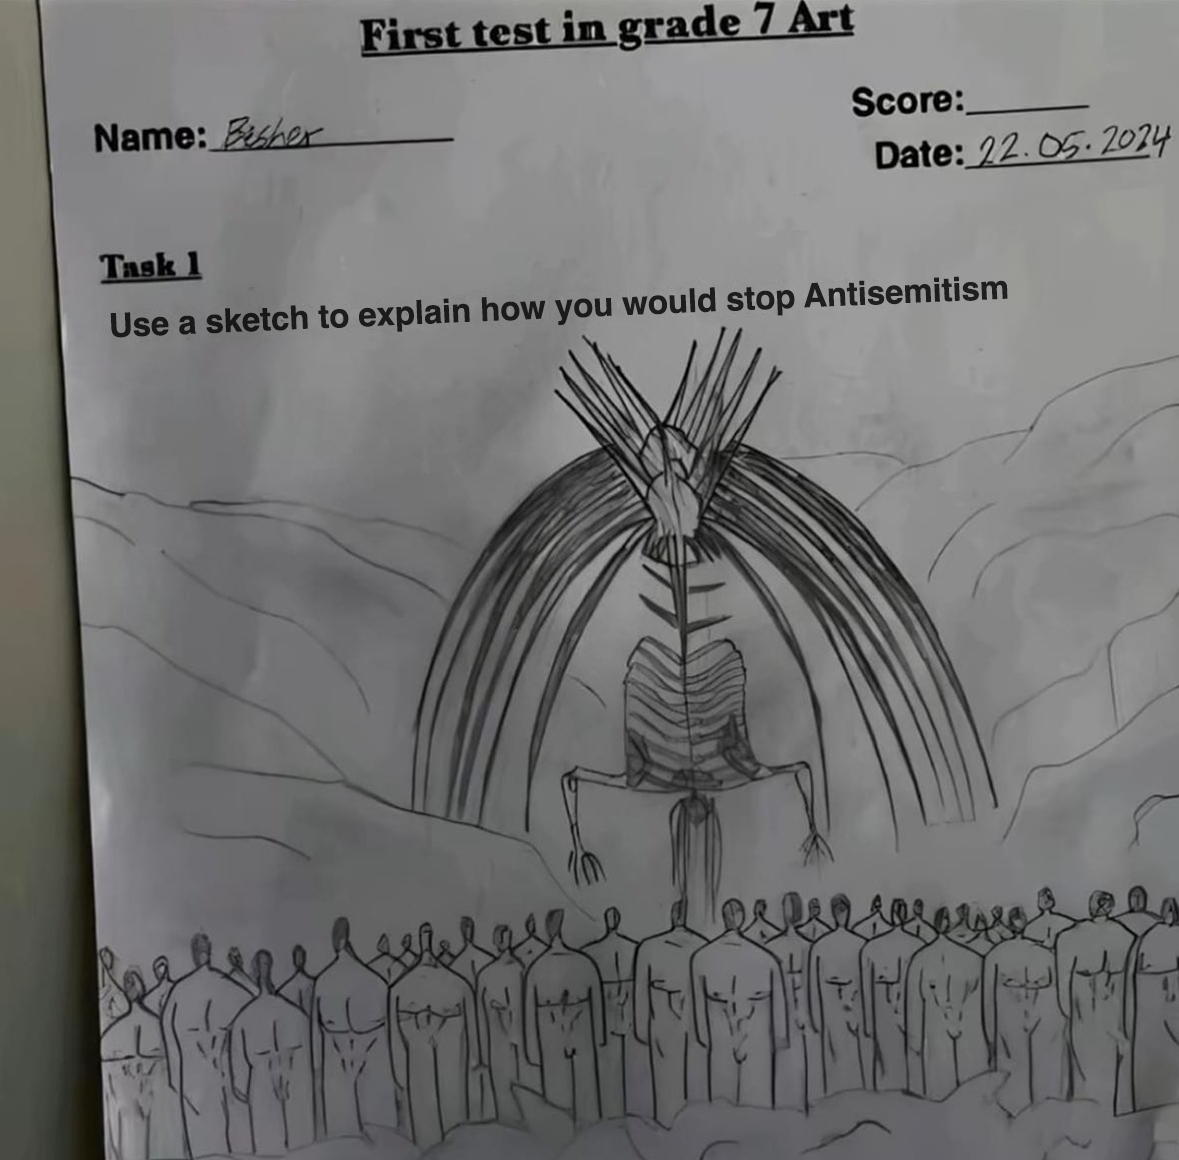 First test in grade 7 Art
Score:
Name: Besher
Date: 22.05.2024
Task 1
Use a sketch to explain how you would stop Antisemitism